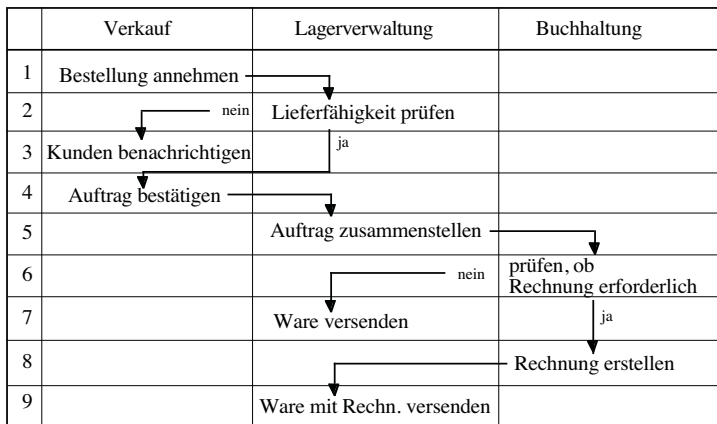 Verkauf Lagerverwaltung Buchhaltung
1 Bestellung annehmen
2 nein Lieferfähigkeit prüfen
ja
3 Kunden benachrichtigen
4 Auftrag bestätigen
5 Auftrag zusammenstellen
prüfen, ob
6 nein Rechnung erforderlich
7 Ware versenden ja
8 Rechnung erstellen
9 Ware mit Rechn. versenden